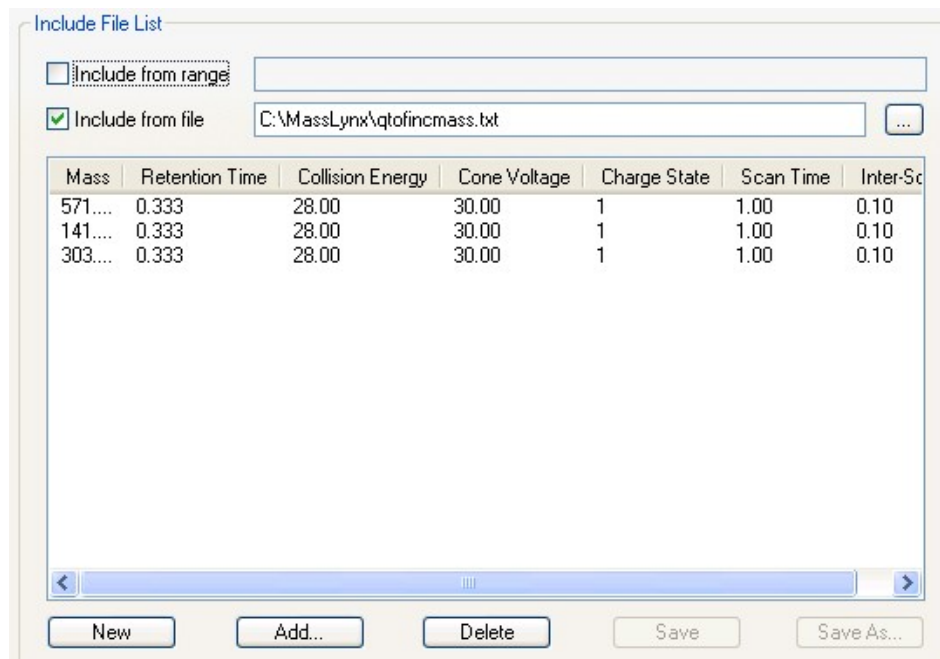 Include File List
Include from range
Include from file C:\MassLynx\qtofincmass.txt ...
Mass Retention Time Collision Energy Cone Voltage Charge State Scan Time Inter-Sc
571.... 0.333 28.00 30.00 1 1.00 0.10
141.... 0.333 28.00 30.00 1 1.00 0.10
303.... 0.333 28.00 30.00 1 1.00 0.10
New Add... Delete Save Save As...